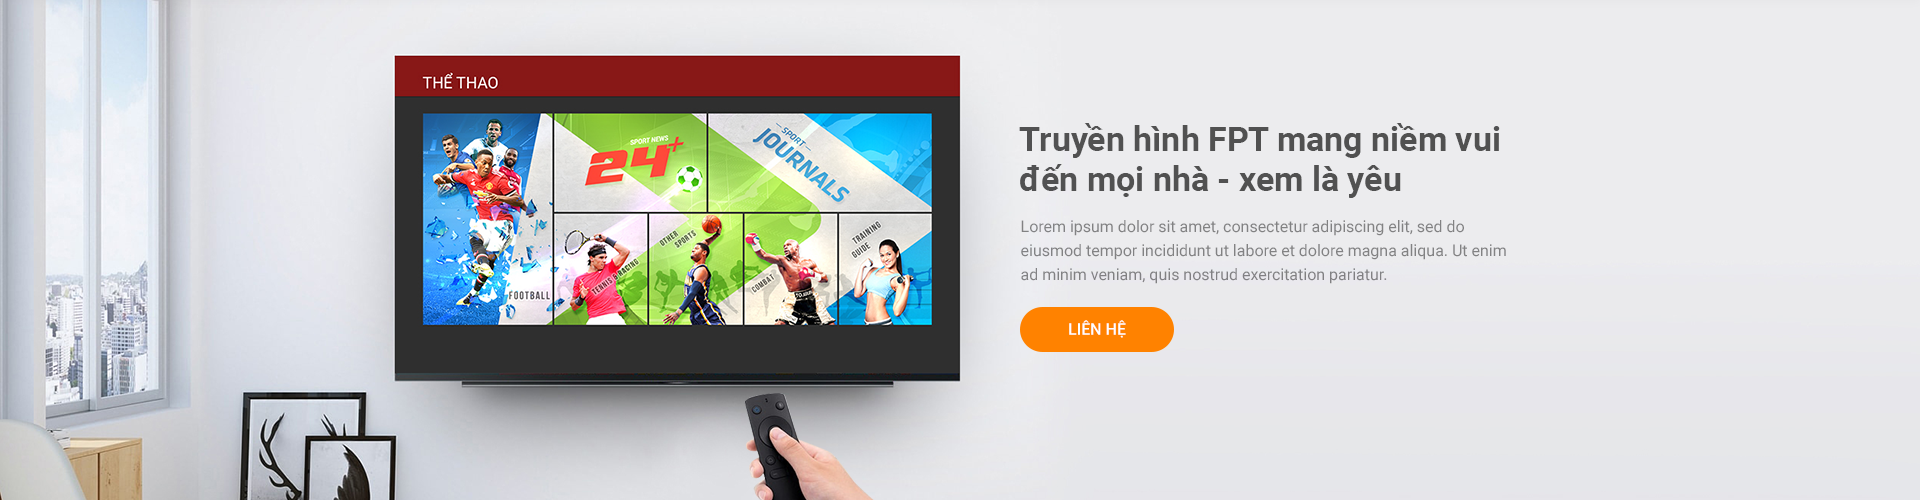 THỂ THAO
SPORT NEWS
24+
SPORT
JOURNALS
FOOTBALL
TENNIS & RACING
OTHER
SPORTS
COMBAT
TRAINING
GUIDE
Truyền hình FPT mang niềm vui
đến mọi nhà - xem là yêu
Lorem ipsum dolor sit amet, consectetur adipiscing elit, sed do
eiusmod tempor incididunt ut labore et dolore magna aliqua. Ut enim
ad minim veniam, quis nostrud exercitation pariatur.
LIÊN HỆ